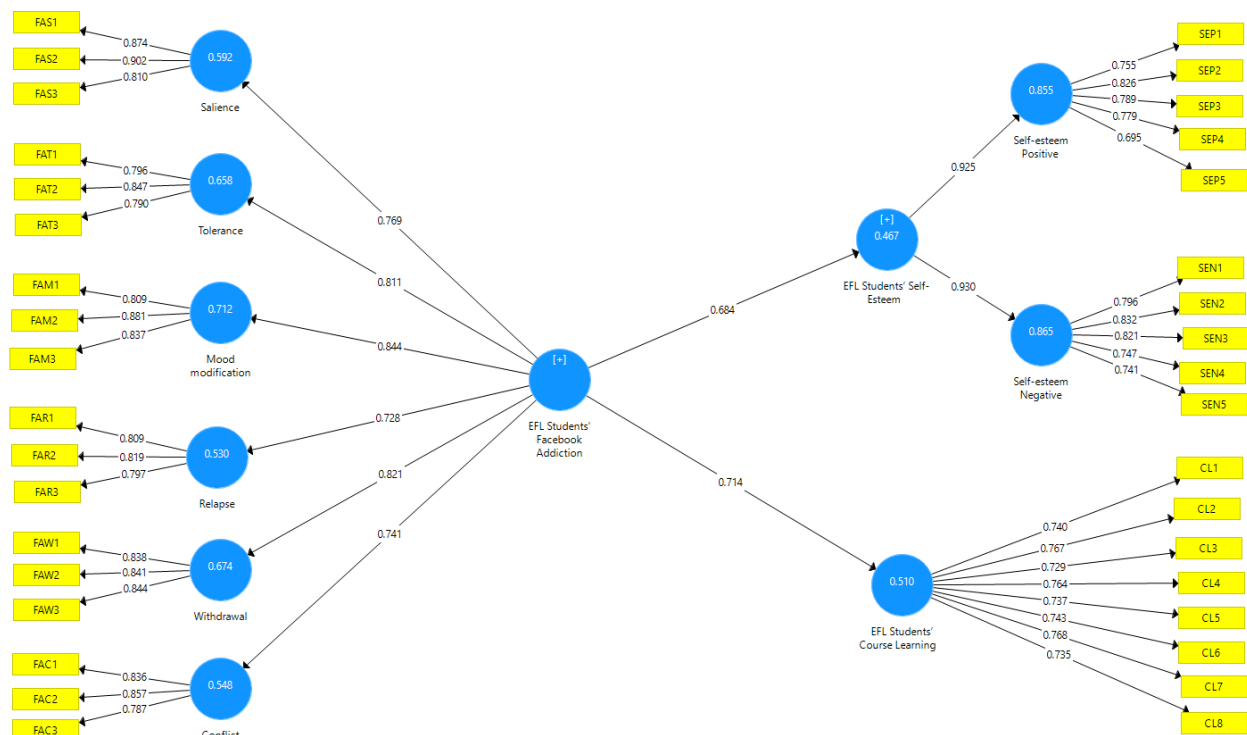 FAS1
FAS2
FAS3
0.874
0.902
0.810
0.592
Salience
FAT1
FAT2
FAT3
0.796
0.847
0.790
0.658
Tolerance
FAM1
FAM2
FAM3
0.809
0.881
0.837
0.712
Mood
modification
FAR1
FAR2
FAR3
0.809
0.819
0.797
0.530
Relapse
FAW1
FAW2
FAW3
0.838
0.841
0.844
0.674
Withdrawal
FAC1
FAC2
FAC3
0.836
0.857
0.787
0.548
Conflict
0.769
0.811
0.844
0.728
0.821
0.741
[+]
EFL Students'
Facebook
Addiction
0.684
0.714
[+]
0.467
EFL Students' Self-
Esteem
0.925
0.930
0.855
Self-esteem
Positive
0.755
0.826
0.789
0.779
0.695
SEP1
SEP2
SEP3
SEP4
SEP5
0.865
Self-esteem
Negative
0.796
0.832
0.821
0.747
0.741
SEN1
SEN2
SEN3
SEN4
SEN5
0.510
EFL Students'
Course Learning
0.740
0.767
0.729
0.764
0.737
0.743
0.768
0.735
CL1
CL2
CL3
CL4
CL5
CL6
CL7
CL8